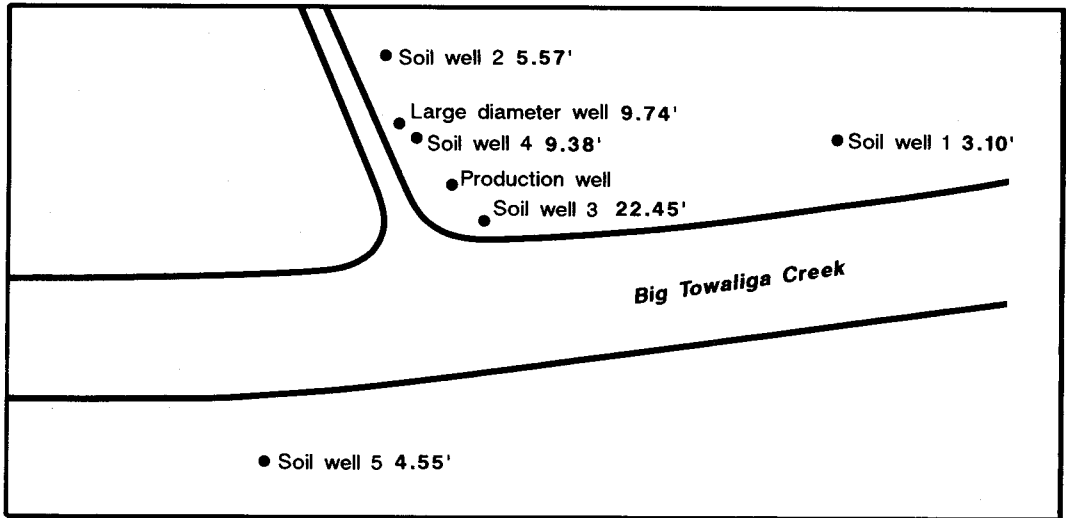 Soil well 2 5.57'
Large diameter well 9.74'
Soil well 4 9.38'
Soil well 1 3.10'
Production well
Soil well 3 22.45'
Big Towaliga Creek
Soil well 5 4.55'